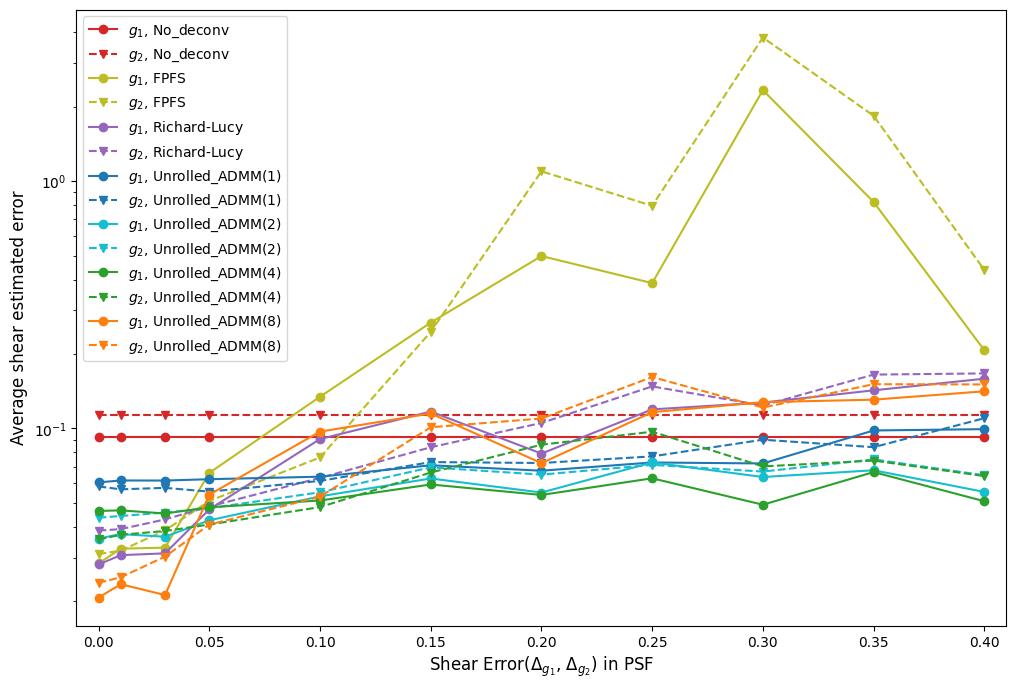 g₁, No_deconv
g₂, No_deconv
g₁, FPFS
g₂, FPFS
g₁, Richard-Lucy
g₂, Richard-Lucy
g₁, Unrolled_ADMM(1)
g₂, Unrolled_ADMM(1)
g₁, Unrolled_ADMM(2)
g₂, Unrolled_ADMM(2)
g₁, Unrolled_ADMM(4)
g₂, Unrolled_ADMM(4)
g₁, Unrolled_ADMM(8)
g₂, Unrolled_ADMM(8)
Average shear estimated error
10⁰
10⁻¹
0.00 0.05 0.10 0.15 0.20 0.25 0.30 0.35 0.40
Shear Error(Δg₁, Δg₂) in PSF